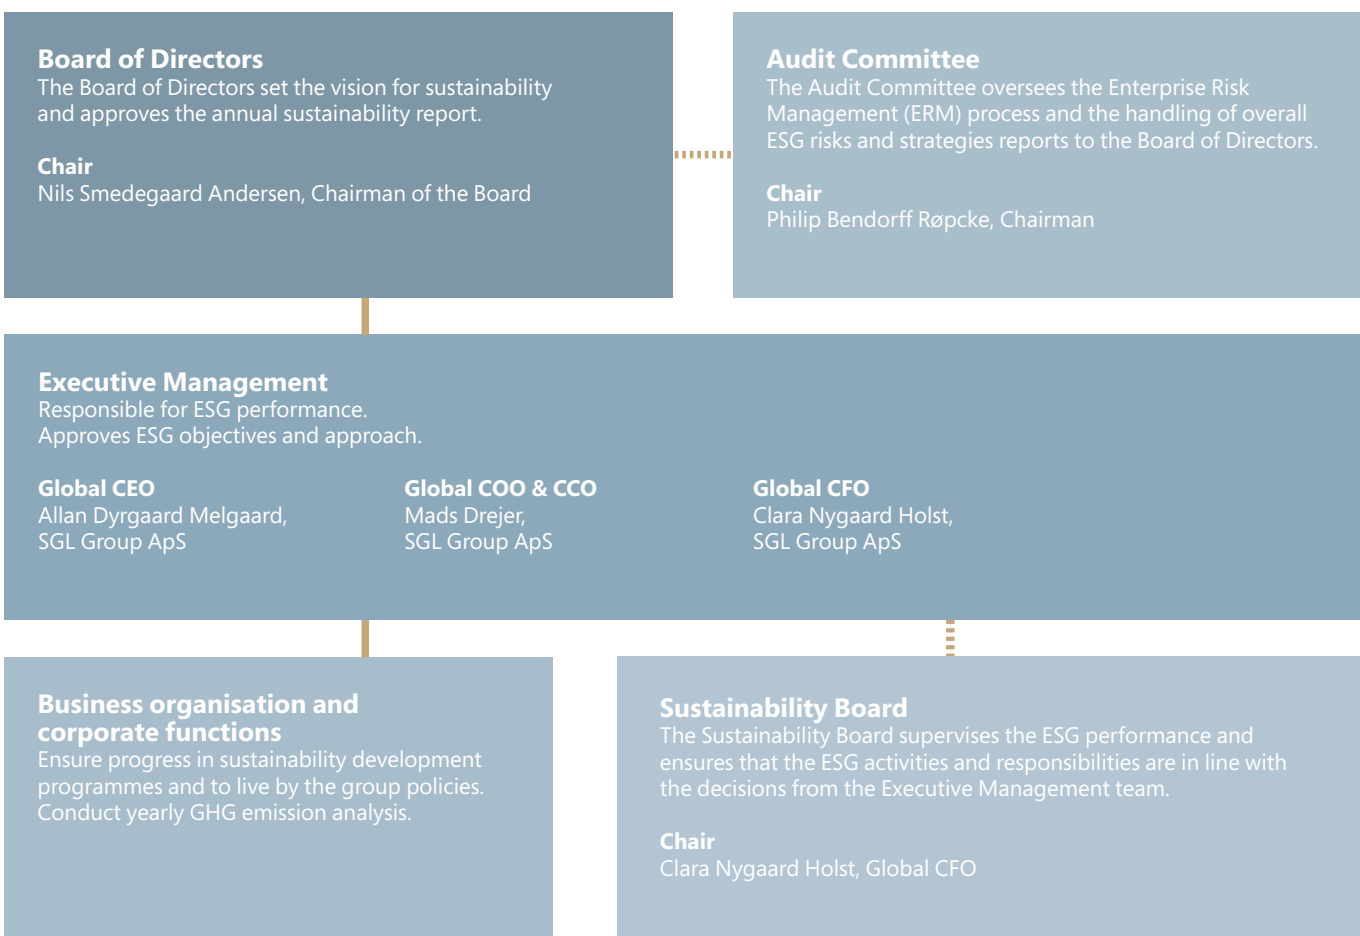 Board of Directors
The Board of Directors set the vision for sustainability
and approves the annual sustainability report.
Chair
Nils Smedegaard Andersen, Chairman of the Board
Audit Committee
The Audit Committee oversees the Enterprise Risk
Management (ERM) process and the handling of overall
ESG risks and strategies reports to the Board of Directors.
Chair
Philip Bendorff Røpcke, Chairman
Executive Management
Responsible for ESG performance.
Approves ESG objectives and approach.
Global CEO
Allan Dyrgaard Melgaard,
SGL Group ApS
Global COO & CCO
Mads Drejer,
SGL Group ApS
Global CFO
Clara Nygaard Holst,
SGL Group ApS
Business organisation and
corporate functions
Ensure progress in sustainability development
programmes and to live by the group policies.
Conduct yearly GHG emission analysis.
Sustainability Board
The Sustainability Board supervises the ESG performance and
ensures that the ESG activities and responsibilities are in line with
the decisions from the Executive Management team.
Chair
Clara Nygaard Holst, Global CFO